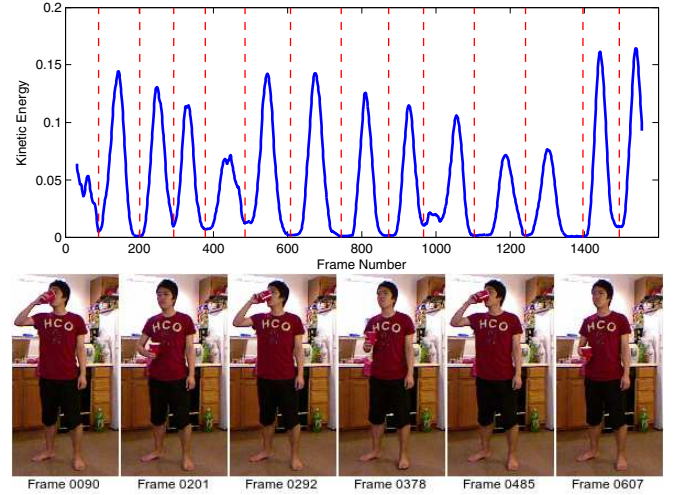 0.2
0.15
0.1
0.05
0
Kinetic Energy
0 200 400 600 800 1000 1200 1400
Frame Number
HCO
HCO
HCO
HCO
HCO
HCO
Frame 0090 Frame 0201 Frame 0292 Frame 0378 Frame 0485 Frame 0607